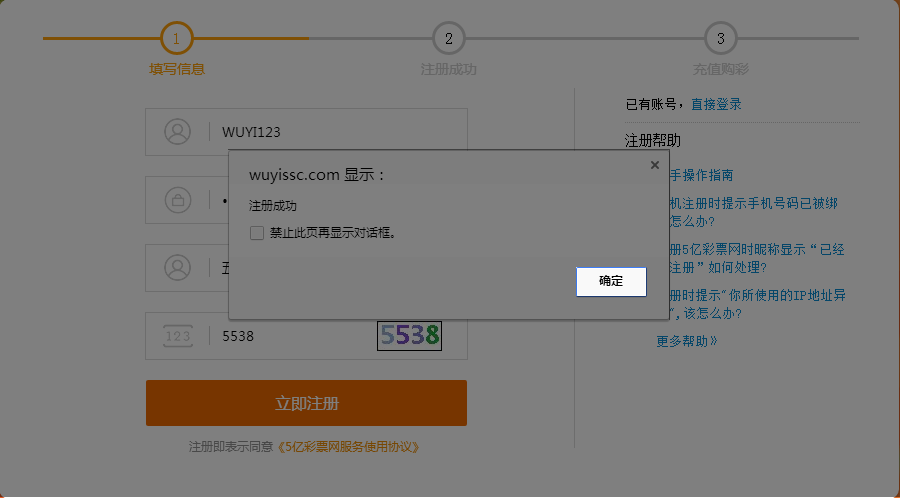 1
2
3
填写信息
注册成功
充值购彩
已有账号，直接登录
WUYI123
注册帮助
wuyissc.com 显示：
注册成功
禁止此页再显示对话框。
确定
手操作指南
机注册时提示手机号码已被绑
怎么办?
册5亿彩票网时昵称显示“已经
注册”如何处理?
册时提示“你所使用的IP地址异
”,该怎么办?
更多帮助》
五
123
5538
5538
立即注册
注册即表示同意《5亿彩票网服务使用协议》